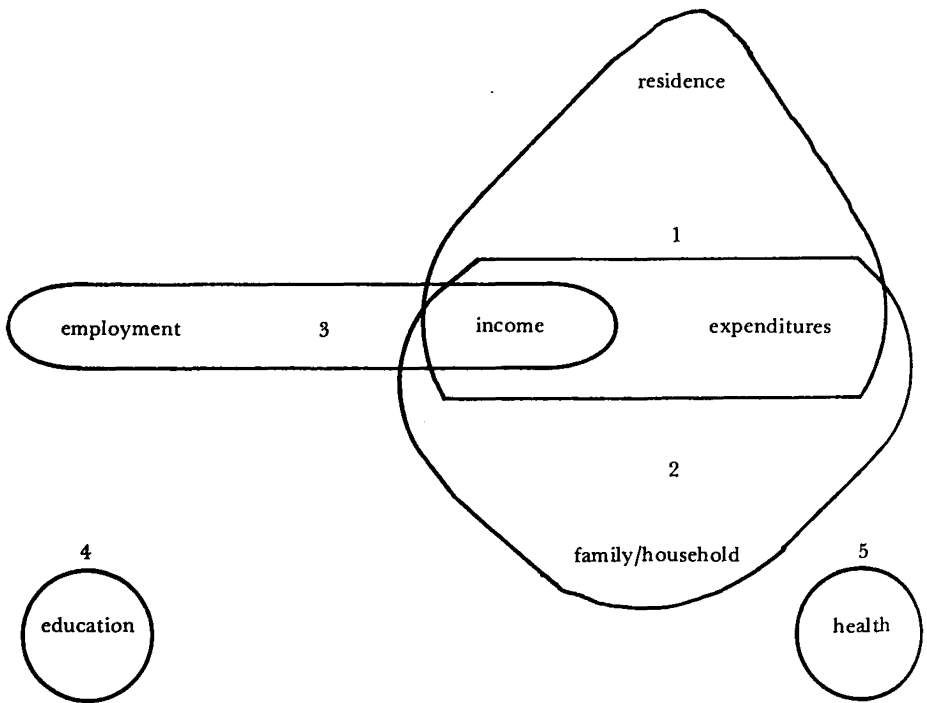 residence
1
employment 3 income expenditures
2
family/household
4 5
education health